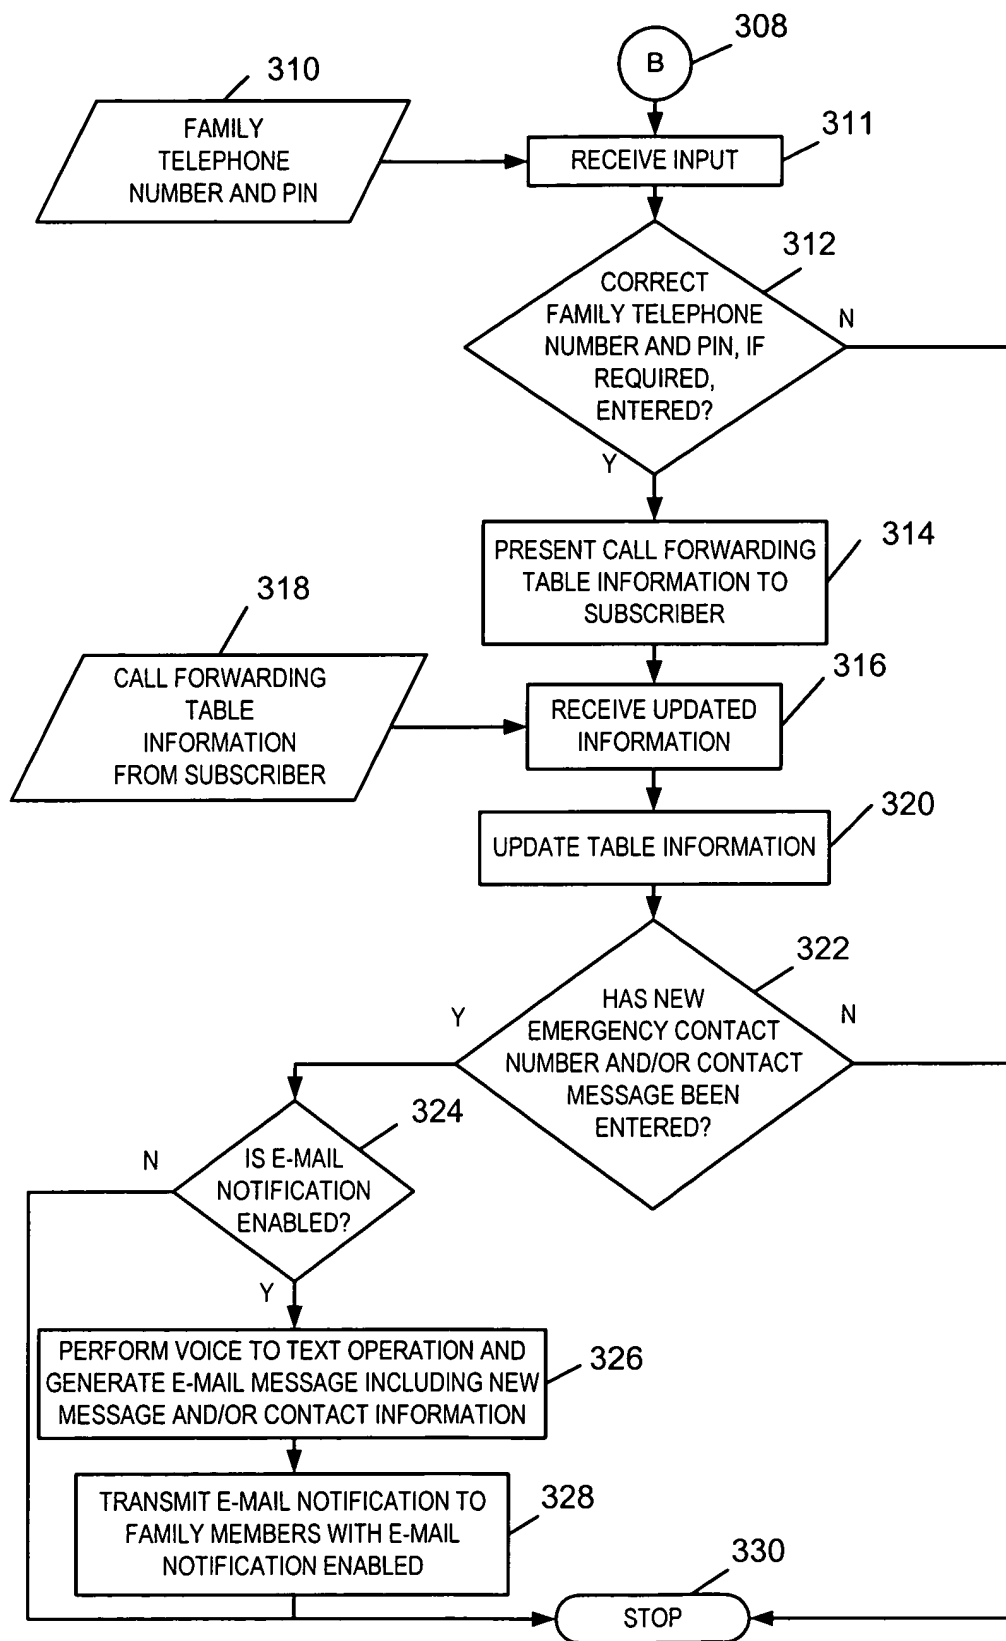 308
B
310
FAMILY
TELEPHONE
NUMBER AND PIN
311
RECEIVE INPUT
312
CORRECT
FAMILY TELEPHONE
NUMBER AND PIN, IF
REQUIRED,
ENTERED?
N
Y
314
PRESENT CALL FORWARDING
TABLE INFORMATION TO
SUBSCRIBER
318
CALL FORWARDING
TABLE
INFORMATION
FROM SUBSCRIBER
316
RECEIVE UPDATED
INFORMATION
320
UPDATE TABLE INFORMATION
322
HAS NEW
EMERGENCY CONTACT
NUMBER AND/OR CONTACT
MESSAGE BEEN
ENTERED?
Y
N
324
IS E-MAIL
NOTIFICATION
ENABLED?
N
Y
PERFORM VOICE TO TEXT OPERATION AND
GENERATE E-MAIL MESSAGE INCLUDING NEW
MESSAGE AND/OR CONTACT INFORMATION
326
TRANSMIT E-MAIL NOTIFICATION TO
FAMILY MEMBERS WITH E-MAIL
NOTIFICATION ENABLED
328
330
STOP